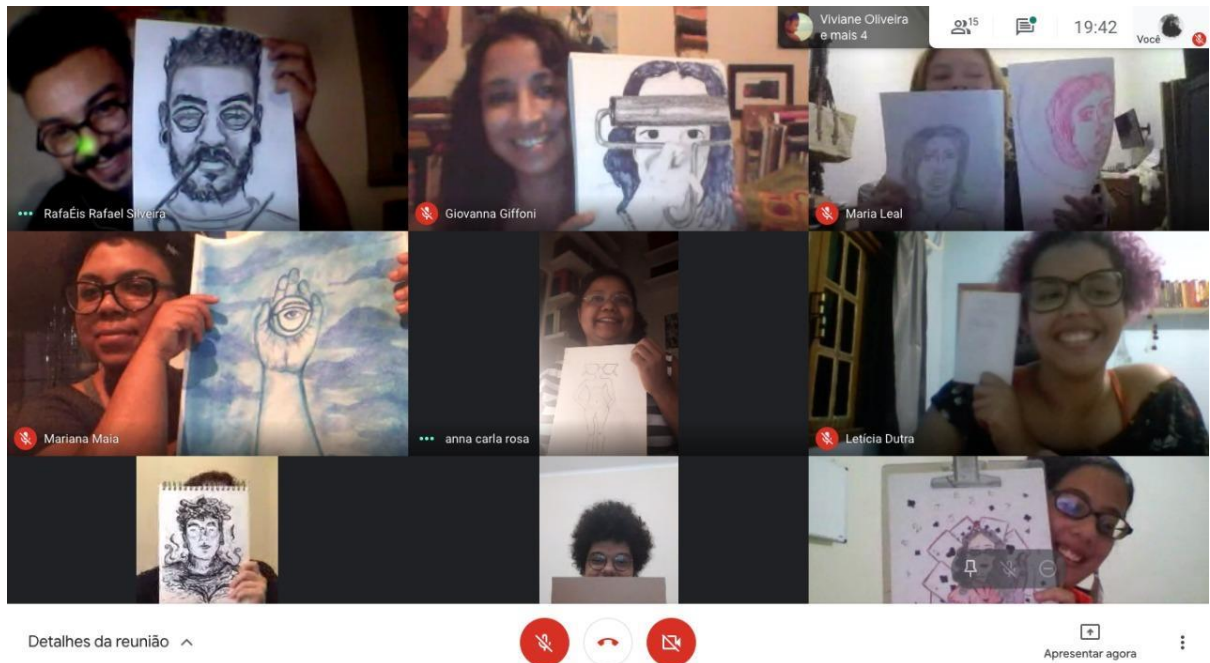 Viviane Oliveira
e mais 4
15
19:42
Você
RafaÉis Rafael Silveira
Giovanna Giffoni
Maria Leal
Mariana Maia
anna carla rosa
Letícia Dutra
Detalhes da reunião
Apresentar agora